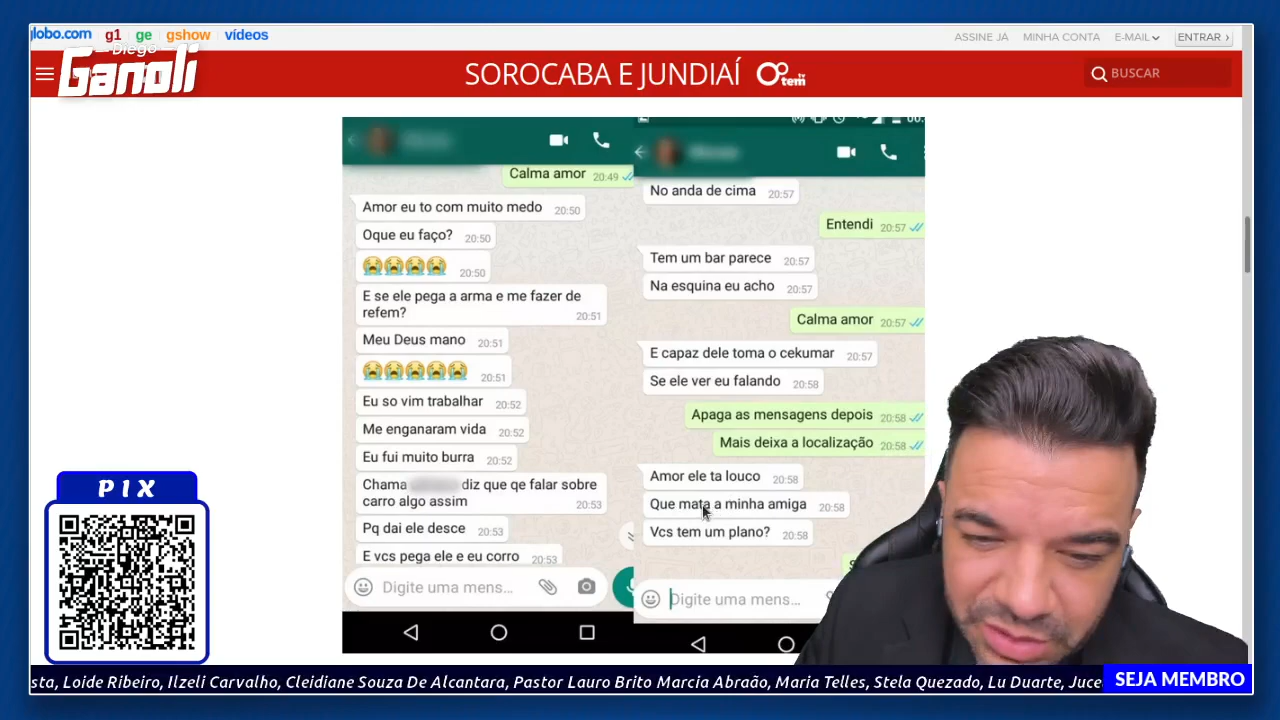 globo.com g1 ge gshow vídeos
ASSINE JÁ MINHA CONTA E-MAIL ENTRAR
Diego
Ganoli
SOROCABA E JUNDIAÍ tem
BUSCAR
Calma amor 20:49
Amor eu to com muito medo 20:50
Oque eu faço? 20:50
😭😭😭😭 20:50
E se ele pega a arma e me fazer de
refem? 20:51
Meu Deus mano 20:51
😭😭😭😭😭 20:51
Eu so vim trabalhar 20:52
Me enganaram vida 20:52
Eu fui muito burra 20:52
Chama diz que qe falar sobre
carro algo assim 20:53
Pq dai ele desce 20:53
E vcs pega ele e eu corro 20:53
Digite uma mens...
No anda de cima 20:57
Entendi 20:57
Tem um bar parece 20:57
Na esquina eu acho 20:57
Calma amor 20:57
E capaz dele toma o cekumar 20:57
Se ele ver eu falando 20:58
Apaga as mensagens depois 20:58
Mais deixa a localização 20:58
Amor ele ta louco 20:58
Que mata a minha amiga 20:58
Vcs tem um plano? 20:58
Digite uma mens...
PIX
sta, Loide Ribeiro, Ilzeli Carvalho, Cleidiane Souza De Alcantara, Pastor Lauro Brito Marcia Abraão, Maria Telles, Stela Quezado, Lu Duarte, Juce
SEJA MEMBRO